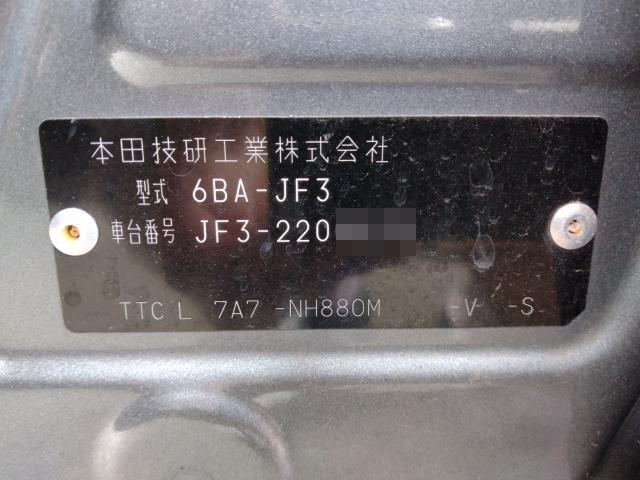 本田技研工業株式会社
型式 6BA-JF3
車台番号 JF3-220
TTC L 7A7 -NH880M -V -S